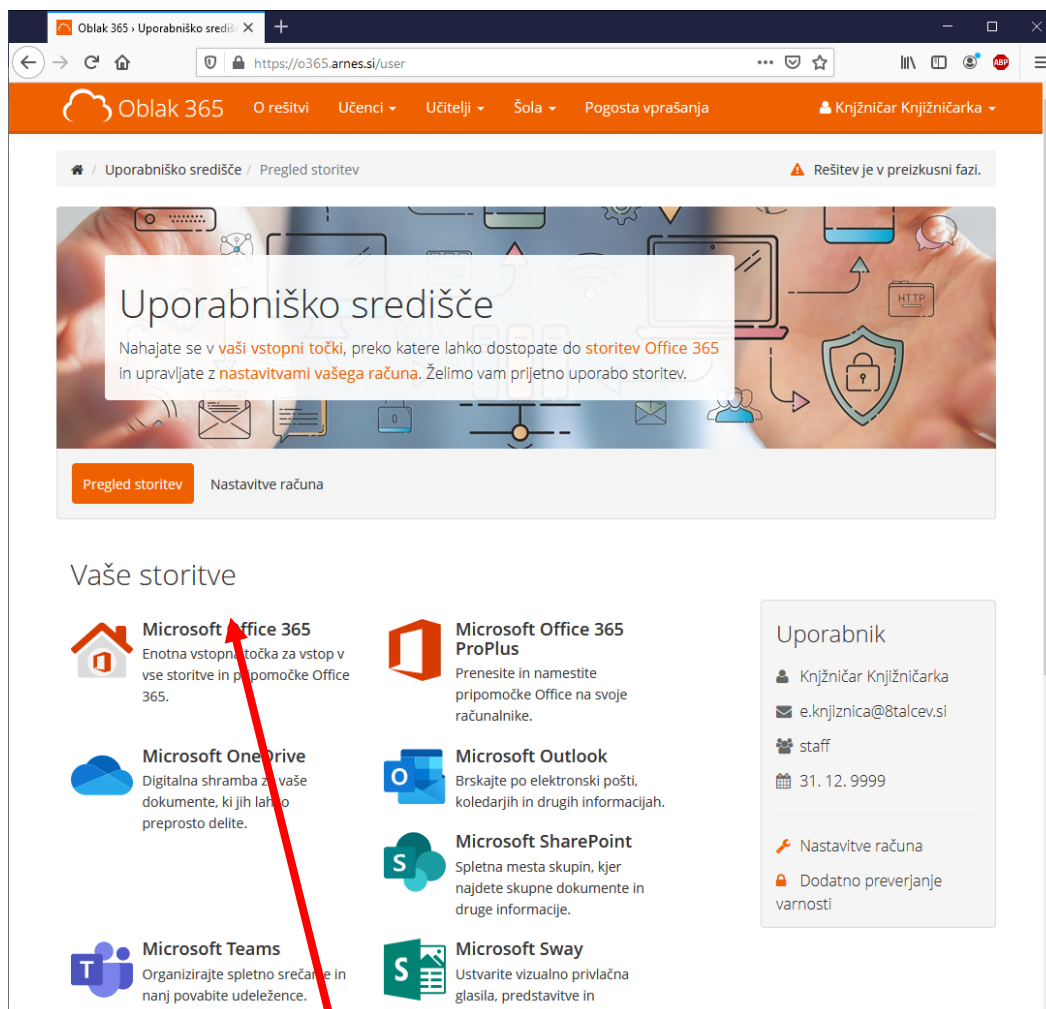 Oblak 365 › Uporabniško središ
https://o365.arnes.si/user
ABP
Oblak 365 O rešitvi Učenci Učitelji Šola Pogosta vprašanja Knjžničar Knjižničarka
/ Uporabniško središče / Pregled storitev Rešitev je v preizkusni fazi.
WWW
HTTP
Uporabniško središče
Nahajate se v vaši vstopni točki, preko katere lahko dostopate do storitev Office 365
in upravljate z nastavitvami vašega računa. Želimo vam prijetno uporabo storitev.
Pregled storitev Nastavitve računa
Vaše storitve
Microsoft Office 365
Enotna vstopna točka za vstop v
vse storitve in pripomočke Office
365.
Microsoft Office 365
ProPlus
Prenesite in namestite
pripomočke Office na svoje
računalnike.
Microsoft OneDrive
Digitalna shramba za vaše
dokumente, ki jih lahko
preprosto delite.
Microsoft Outlook
Brskajte po elektronski pošti,
koledarjih in drugih informacijah.
Microsoft SharePoint
Spletna mesta skupin, kjer
najdete skupne dokumente in
druge informacije.
Microsoft Teams
Organizirajte spletno srečanje in
nanj povabite udeležence.
Microsoft Sway
Ustvarite vizualno privlačna
glasila, predstavitve in
Uporabnik
Knjžničar Knjižničarka
e.knjiznica@8talcev.si
staff
31. 12. 9999
Nastavitve računa
Dodatno preverjanje
varnosti